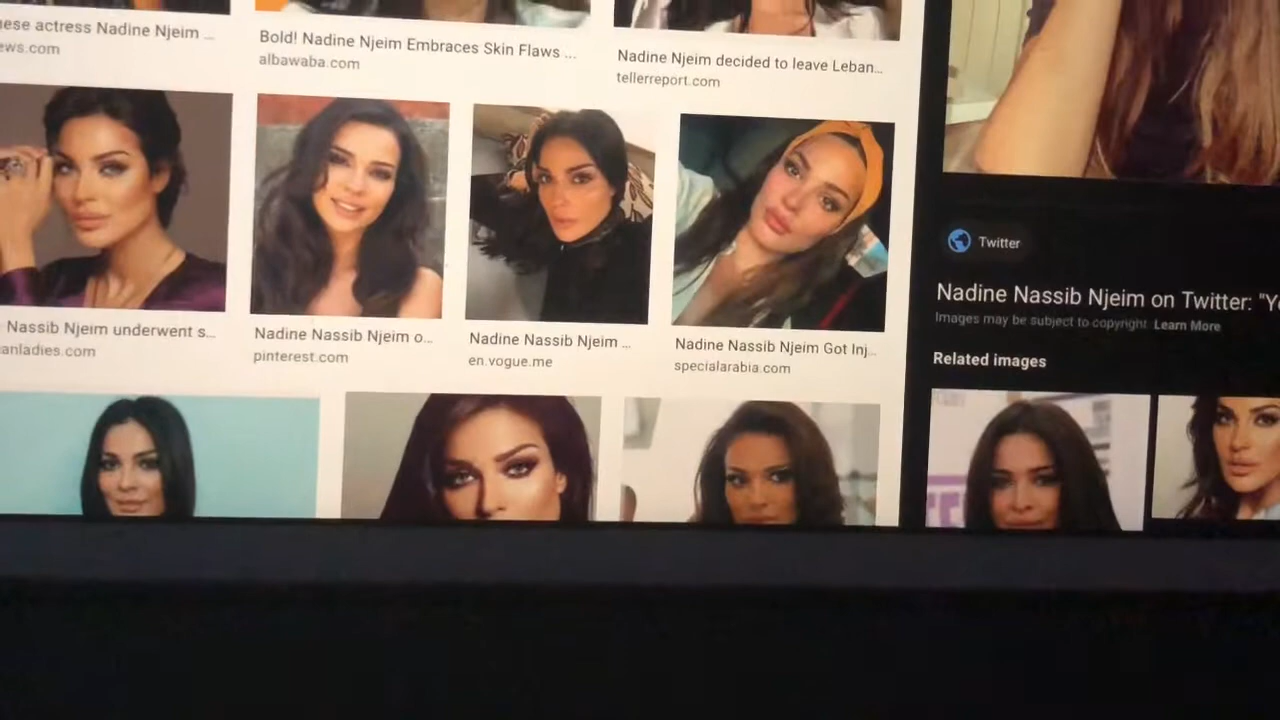 nese actress Nadine Njeim ...
ews.com
Bold! Nadine Njeim Embraces Skin Flaws ...
albawaba.com
Nadine Njeim decided to leave Leban...
tellerreport.com
Nassib Njeim underwent s...
anladies.com
Nadine Nassib Njeim o...
pinterest.com
Nadine Nassib Njeim ...
en.vogue.me
Nadine Nassib Njeim Got Inj...
specialarabia.com
Twitter
Nadine Nassib Njeim on Twitter: "Yo
Images may be subject to copyright. Learn More
Related images